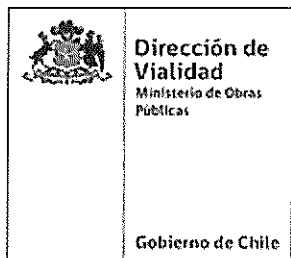 Dirección de
Vialidad
Ministerio de Obras
Públicas
Gobierno de Chile